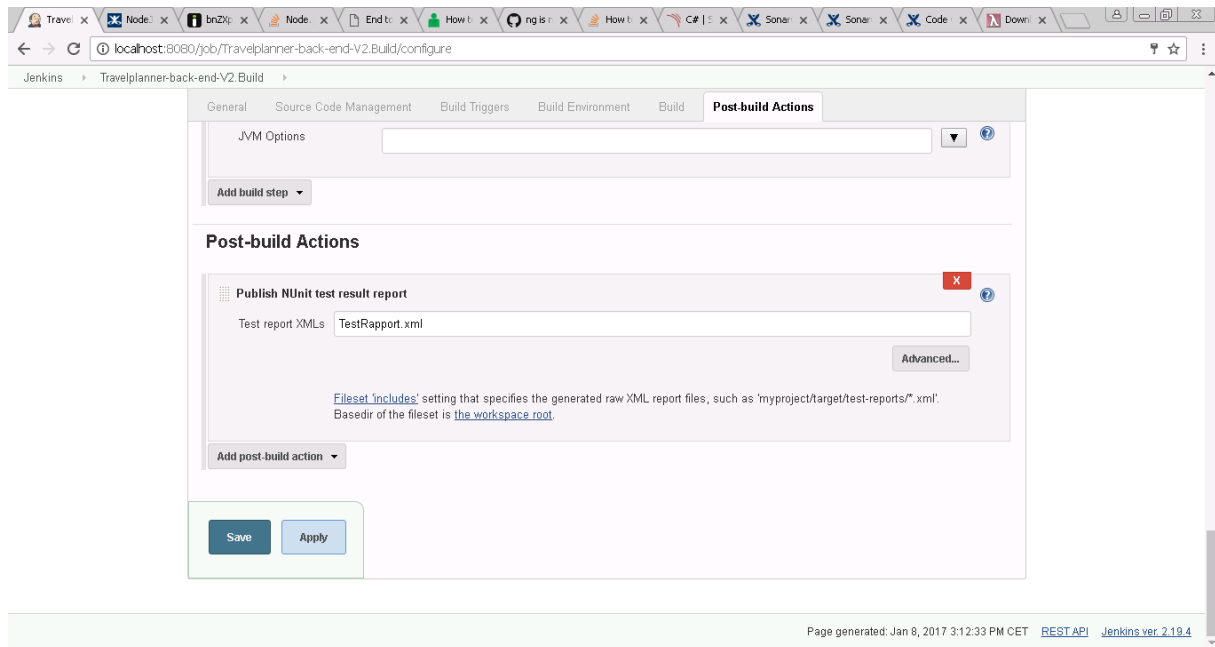 Travel NodeJ bnZXp Node. End to How t ng is n How t C# | S Sonar Sonar Code Downl
localhost:8080/job/Travelplanner-back-end-V2.Build/configure
Jenkins Travelplanner-back-end-V2.Build
General Source Code Management Build Triggers Build Environment Build Post-build Actions
JVM Options
Add build step
Post-build Actions
X
Publish NUnit test result report
Test report XMLs TestRapport.xml
Advanced...
Fileset 'includes' setting that specifies the generated raw XML report files, such as 'myproject/target/test-reports/*.xml'.
Basedir of the fileset is the workspace root.
Add post-build action
Save Apply
Page generated: Jan 8, 2017 3:12:33 PM CET REST API Jenkins ver. 2.19.4